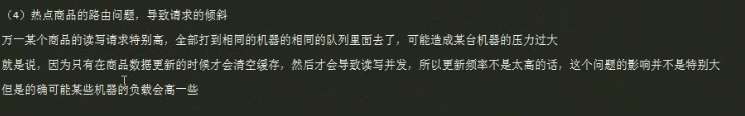 （4）热点商品的路由问题，导致请求的倾斜
万一某个商品的读写请求特别高，全部打到相同的机器的相同的队列里面去了，可能造成某台机器的压力过大
就是说，因为只有在商品数据更新的时候才会清空缓存，然后才会导致读写并发，所以更新频率不是太高的话，这个问题的影响并不是特别大
但是的确可能某些机器的负载会高一些